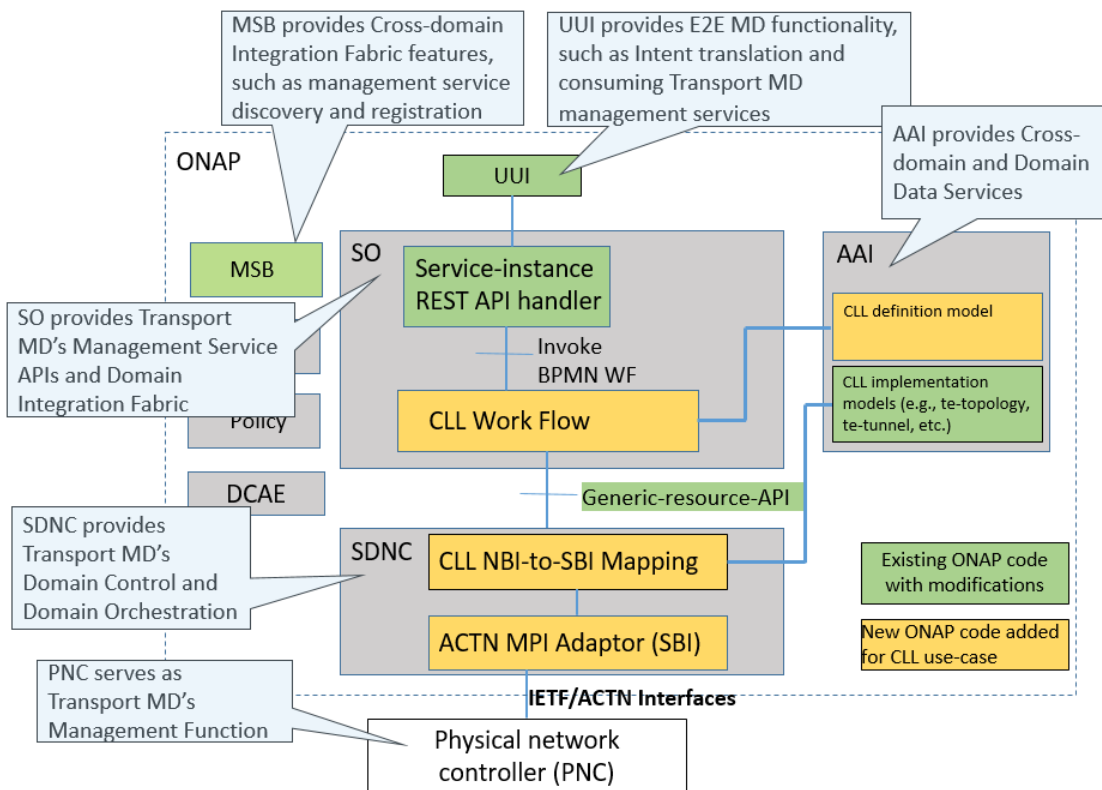 MSB provides Cross-domain
Integration Fabric features,
such as management service
discovery and registration
UUI provides E2E MD functionality,
such as Intent translation and
consuming Transport MD
management services
AAI provides Cross-
domain and Domain
Data Services
ONAP
UUI
MSB
SO
Service-instance
REST API handler
AAI
CLL definition model
SO provides Transport
MD's Management Service
APIs and Domain
Integration Fabric
Invoke
BPMN WF
CLL implementation
models (e.g., te-topology,
te-tunnel, etc.)
CLL Work Flow
Policy
DCAE
Generic-resource-API
SDNC provides
Transport MD's
Domain Control and
Domain Orchestration
SDNC
CLL NBI-to-SBI Mapping
Existing ONAP code
with modifications
ACTN MPI Adaptor (SBI)
New ONAP code added
for CLL use-case
PNC serves as
Transport MD's
Management Function
IETF/ACTN Interfaces
Physical network
controller (PNC)